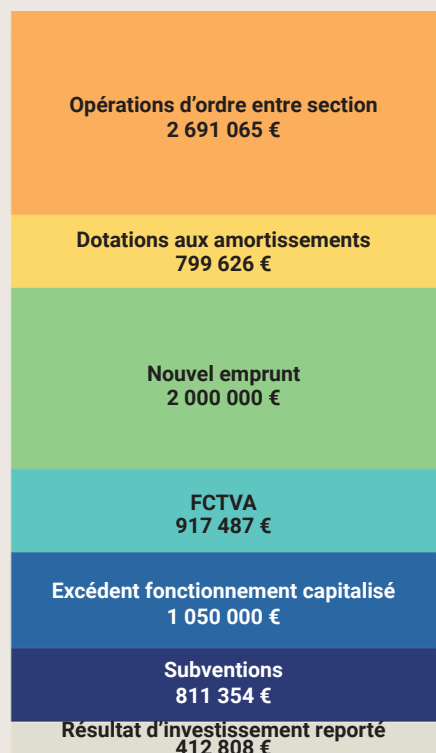 Opérations d’ordre entre section
2 691 065 €
Dotations aux amortissements
799 626 €
Nouvel emprunt
2 000 000 €
FCTVA
917 487 €
Excédent fonctionnement capitalisé
1 050 000 €
Subventions
811 354 €
Résultat d’investissement reporté
412 808 €